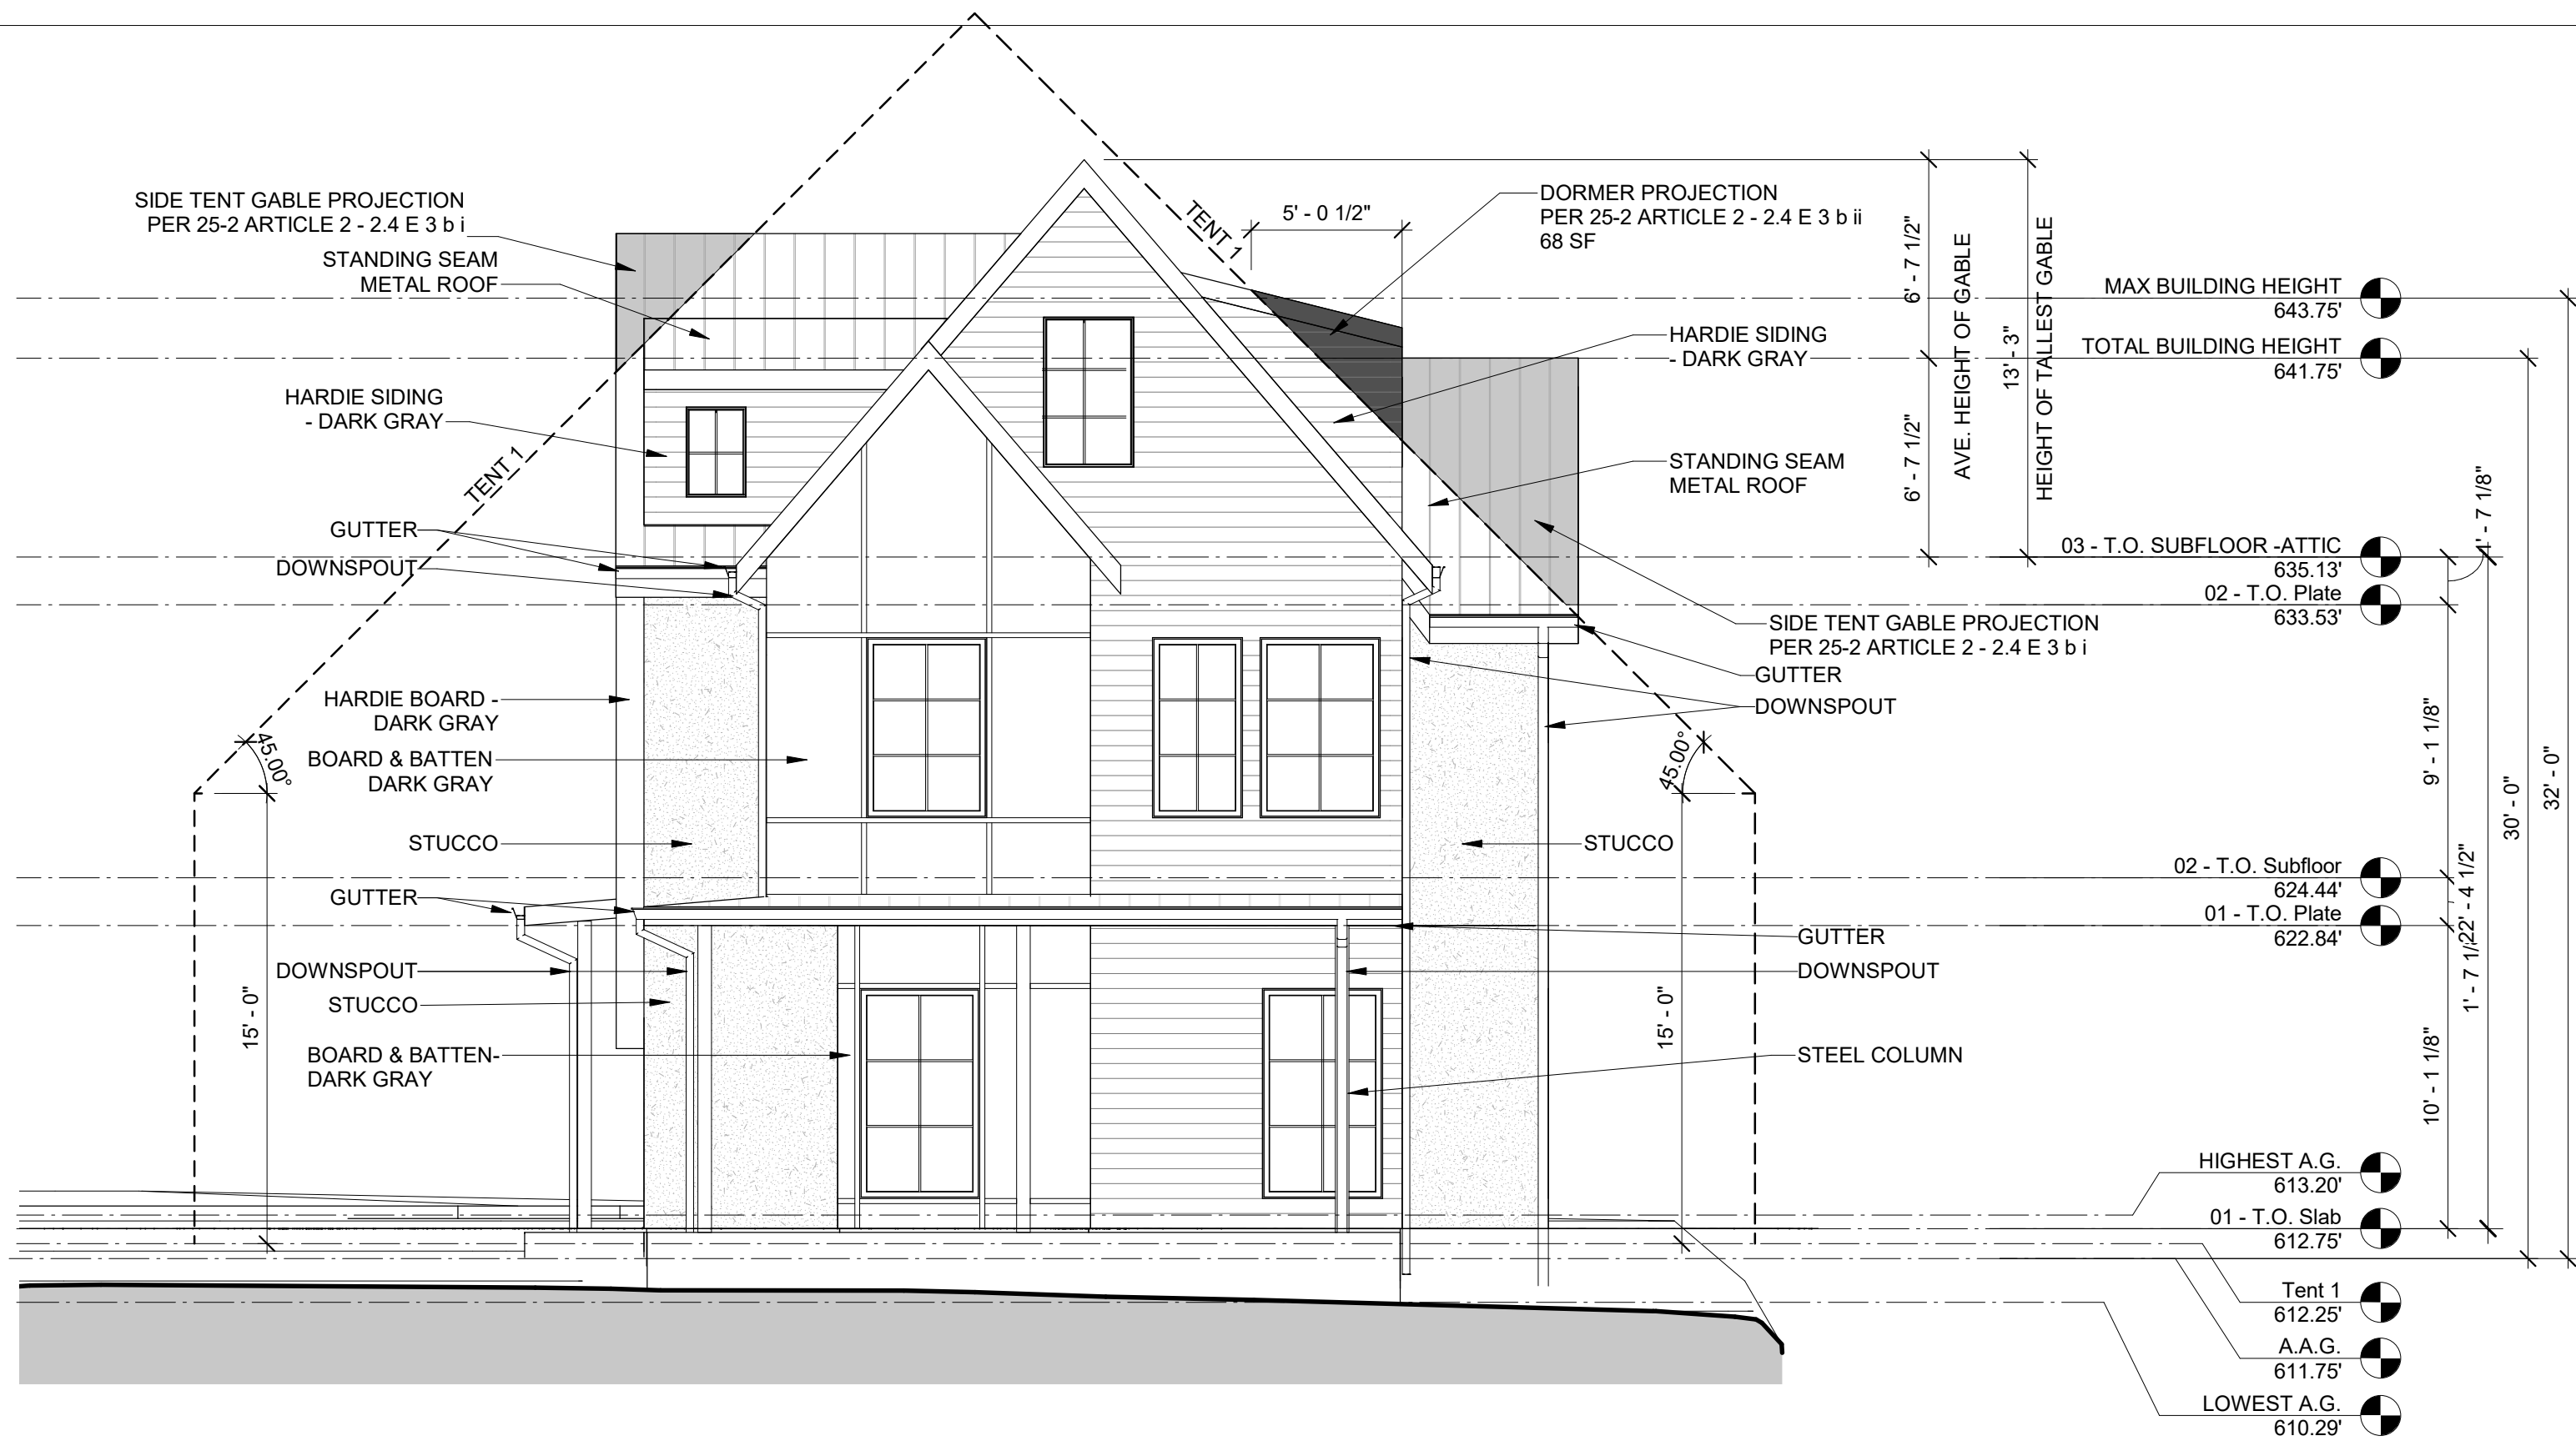 SIDE TENT GABLE PROJECTION
PER 25-2 ARTICLE 2 - 2.4 E 3 b i
STANDING SEAM
METAL ROOF
HARDIE SIDING
- DARK GRAY
TENT 1
GUTTER
DOWNSPOUT
HARDIE BOARD -
DARK GRAY
45.00°
BOARD & BATTEN
DARK GRAY
STUCCO
GUTTER
DOWNSPOUT
STUCCO
15' - 0"
BOARD & BATTEN-
DARK GRAY
TENT 1
5' - 0 1/2"
DORMER PROJECTION
PER 25-2 ARTICLE 2 - 2.4 E 3 b ii
68 SF
HARDIE SIDING
- DARK GRAY
STANDING SEAM
METAL ROOF
SIDE TENT GABLE PROJECTION
PER 25-2 ARTICLE 2 - 2.4 E 3 b i
GUTTER
DOWNSPOUT
45.00°
STUCCO
GUTTER
DOWNSPOUT
15' - 0"
STEEL COLUMN
6' - 7 1/2"
6' - 7 1/2"
AVE. HEIGHT OF GABLE
13' - 3"
HEIGHT OF TALLEST GABLE
MAX BUILDING HEIGHT
643.75'
TOTAL BUILDING HEIGHT
641.75'
03 - T.O. SUBFLOOR -ATTIC
635.13'
02 - T.O. Plate
633.53'
02 - T.O. Subfloor
624.44'
01 - T.O. Plate
622.84'
HIGHEST A.G.
613.20'
01 - T.O. Slab
612.75'
Tent 1
612.25'
A.A.G.
611.75'
LOWEST A.G.
610.29'
1' - 7 1/8"
9' - 1 1/8"
22' - 4 1/2"
10' - 1 1/8"
30' - 0"
32' - 0"